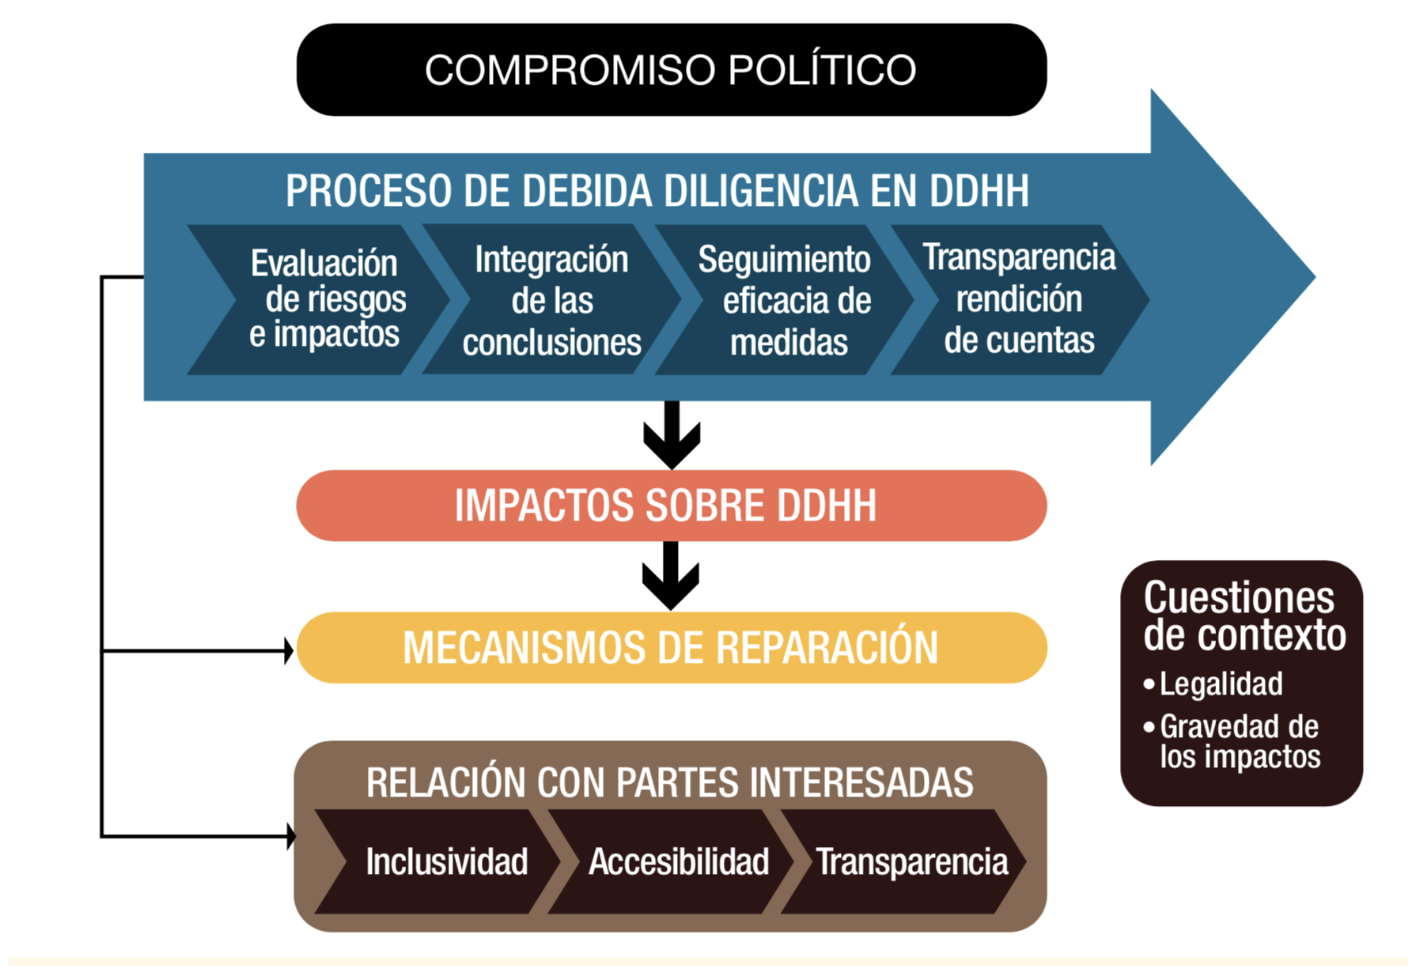 COMPROMISO POLÍTICO
PROCESO DE DEBIDA DILIGENCIA EN DDHH
Evaluación
de riesgos
e impactos
Integración
de las
conclusiones
Seguimiento
eficacia de
medidas
Transparencia
rendición
de cuentas
IMPACTOS SOBRE DDHH
MECANISMOS DE REPARACIÓN
RELACIÓN CON PARTES INTERESADAS
Inclusividad
Accesibilidad
Transparencia
Cuestiones
de contexto
• Legalidad
• Gravedad de
los impactos